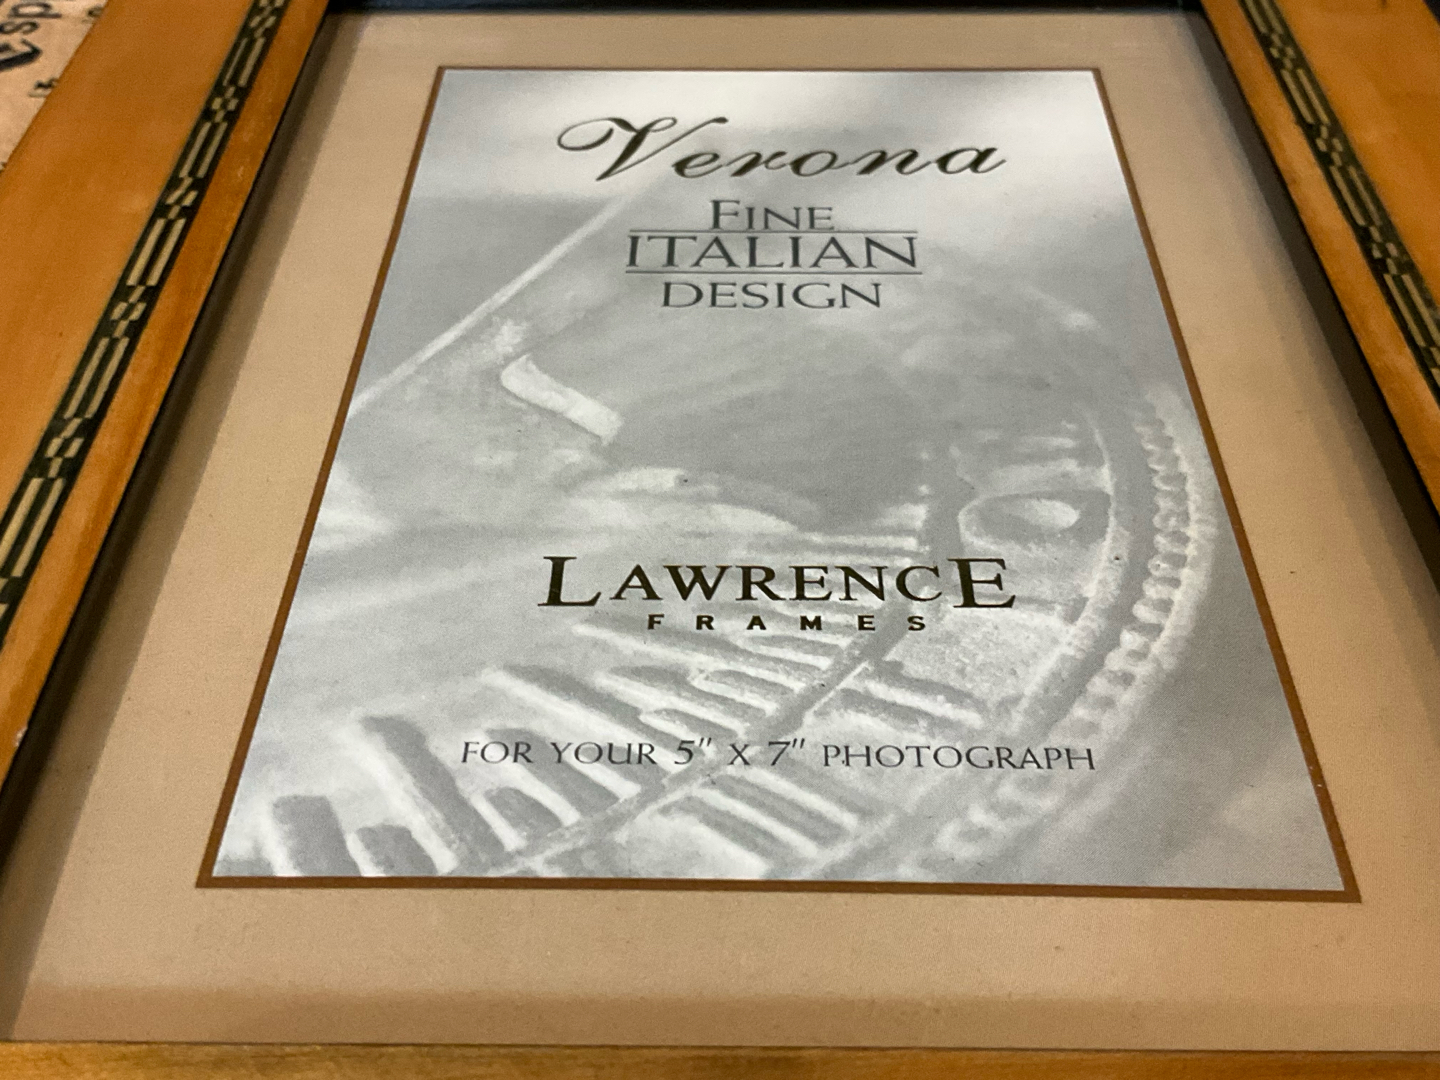 Verona
FINE
ITALIAN
DESIGN
LAWRENCE
FRAMES
FOR YOUR 5" X 7" PHOTOGRAPH